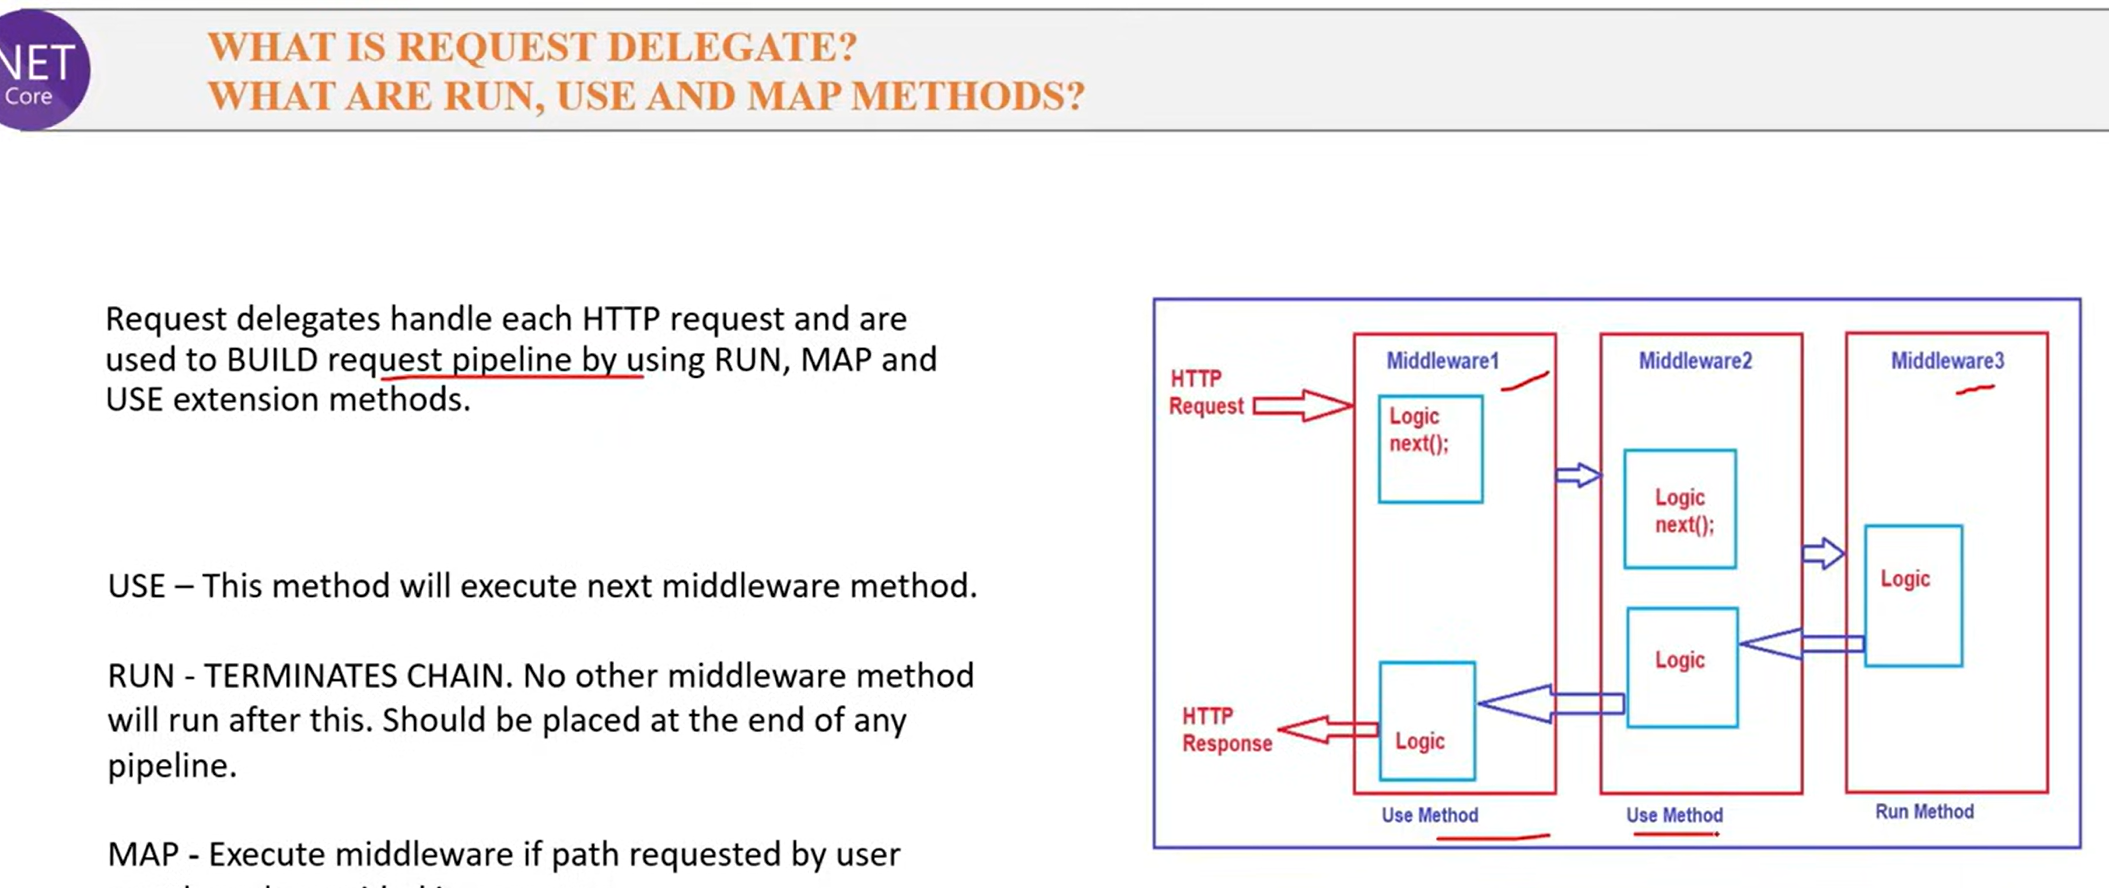 NET
Core
WHAT IS REQUEST DELEGATE?
WHAT ARE RUN, USE AND MAP METHODS?
Request delegates handle each HTTP request and are
used to BUILD request pipeline by using RUN, MAP and
USE extension methods.
USE – This method will execute next middleware method.
RUN - TERMINATES CHAIN. No other middleware method
will run after this. Should be placed at the end of any
pipeline.
MAP - Execute middleware if path requested by user
HTTP
Request
Middleware1
Logic
next();
Middleware2
Logic
next();
Middleware3
Logic
Logic
Logic
HTTP
Response
Use Method
Use Method
Run Method